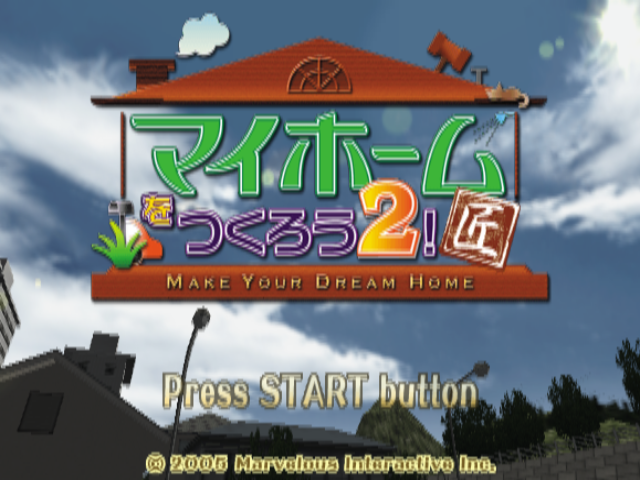 マイホーム
をつくろう2!匠
MAKE YOUR DREAM HOME
Press START button
© 2005 Marvelous Interactive Inc.